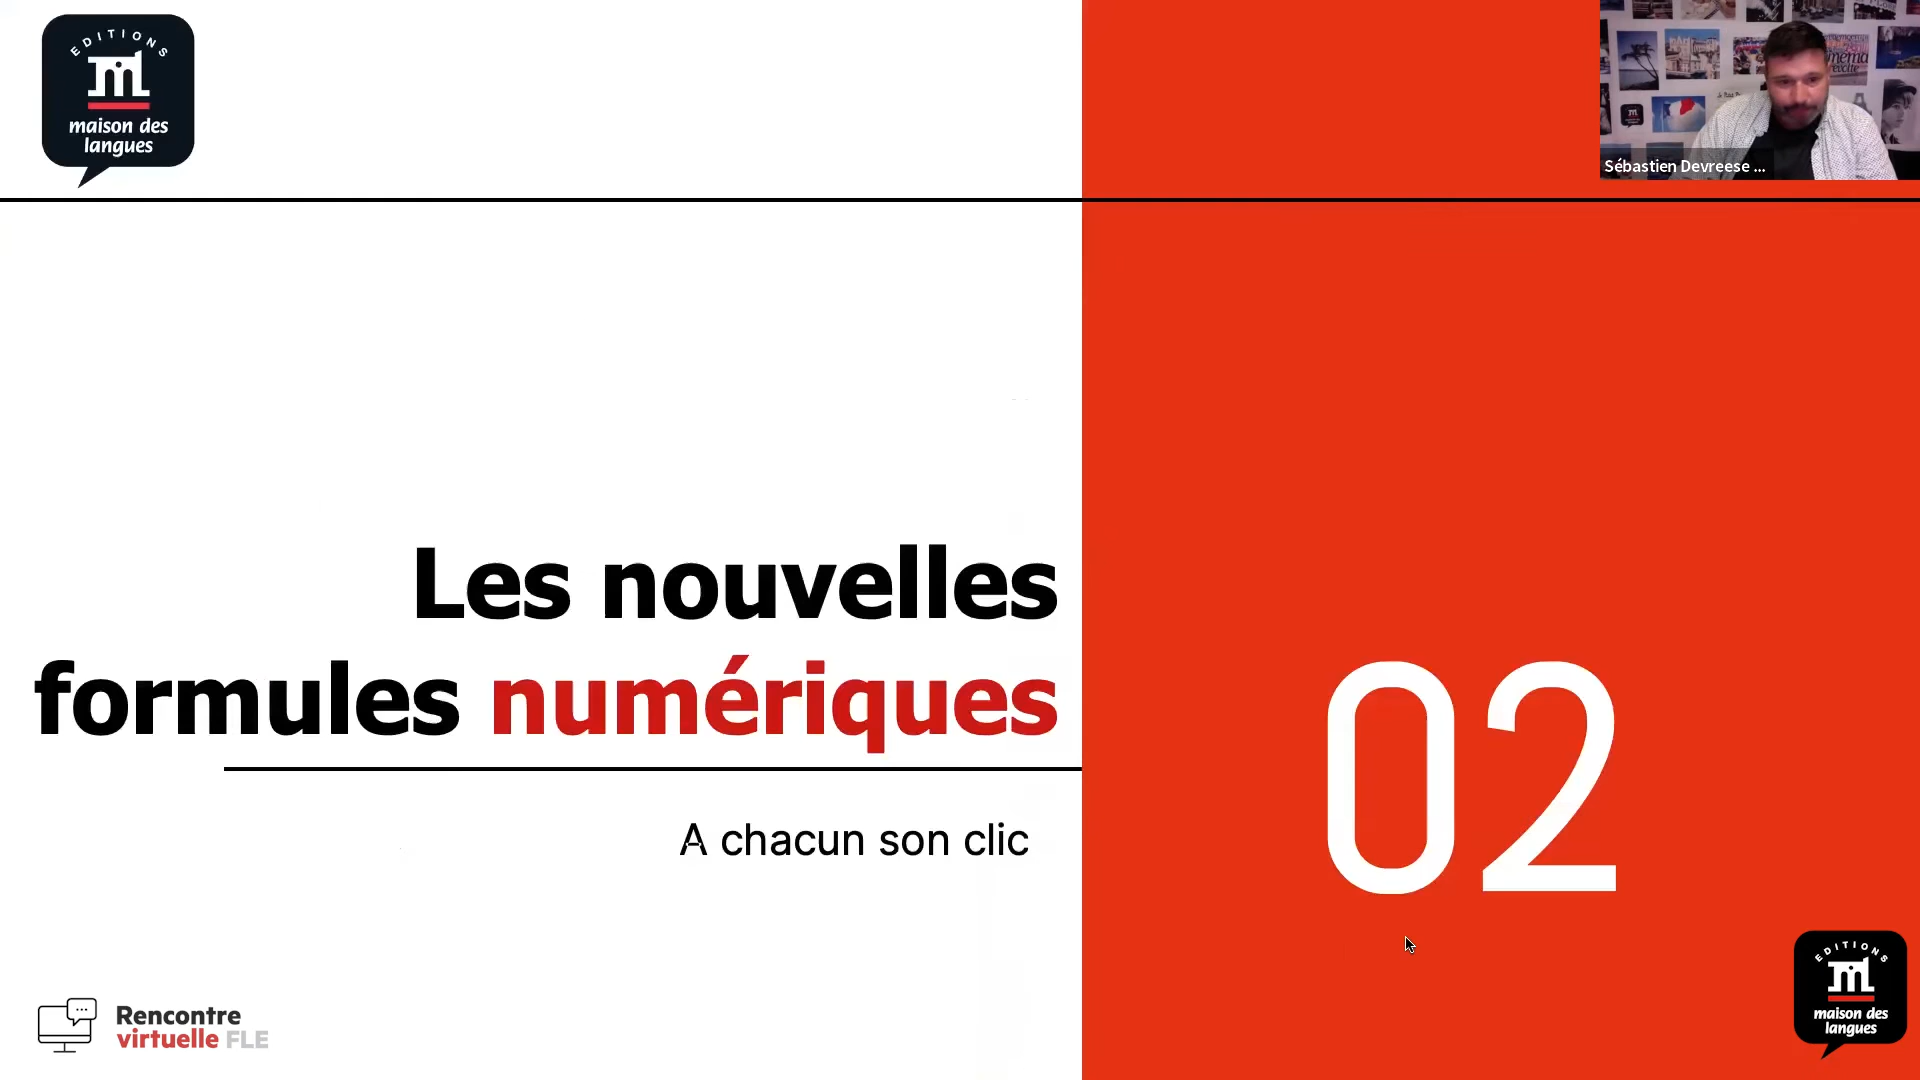 EDITIONS
maison des
langues
Sébastien Devreese ...
Les nouvelles
formules numériques
A chacun son clic
02
Rencontre
virtuelle FLE
EDITIONS
maison des
langues